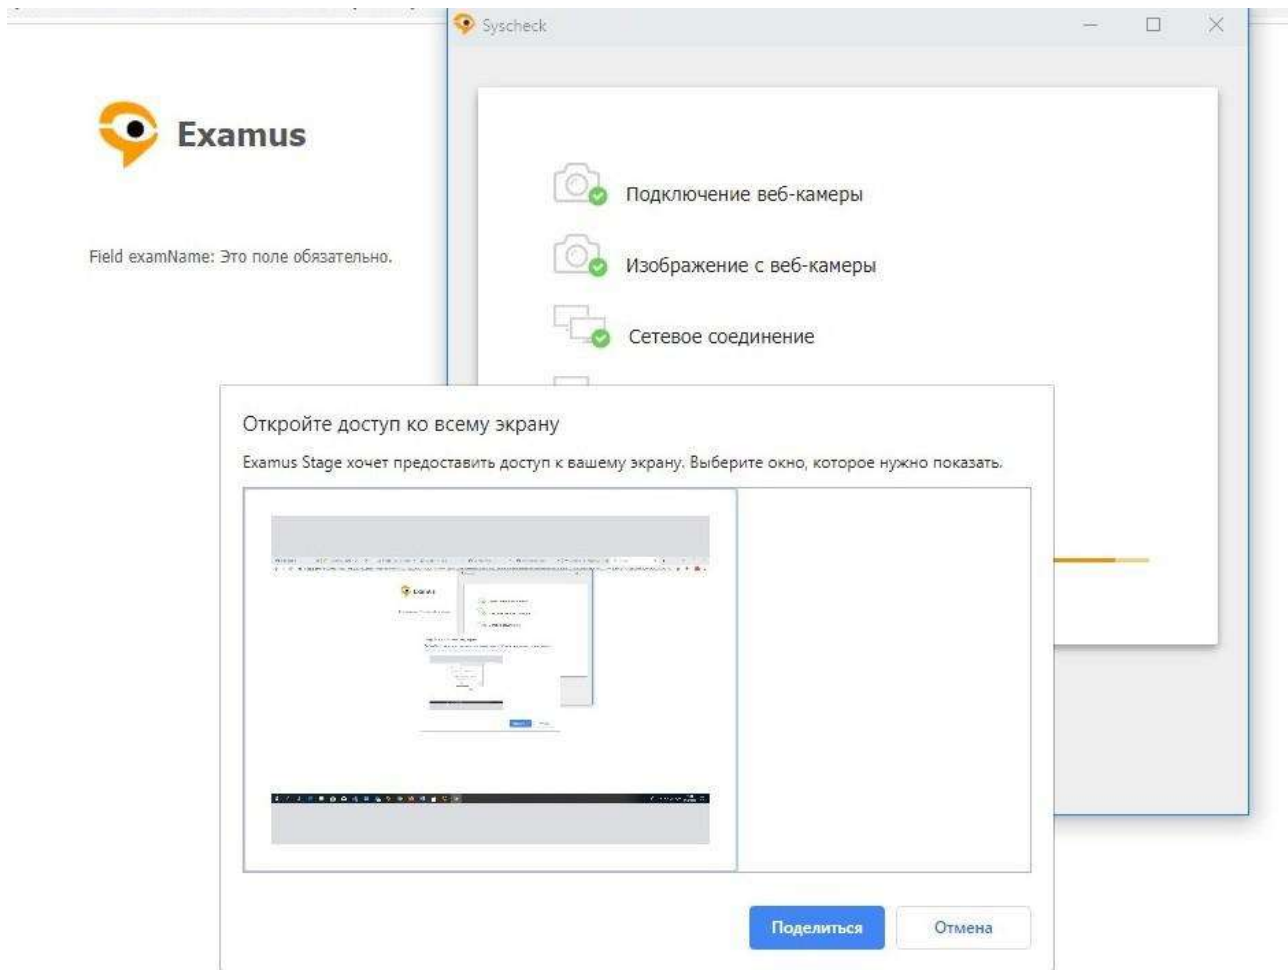 Syscheck
Examus
Field examName: Это поле обязательно.
Подключение веб-камеры
Изображение с веб-камеры
Сетевое соединение
Откройте доступ ко всему экрану
Examus Stage хочет предоставить доступ к вашему экрану. Выберите окно, которое нужно показать.
Поделиться
Отмена